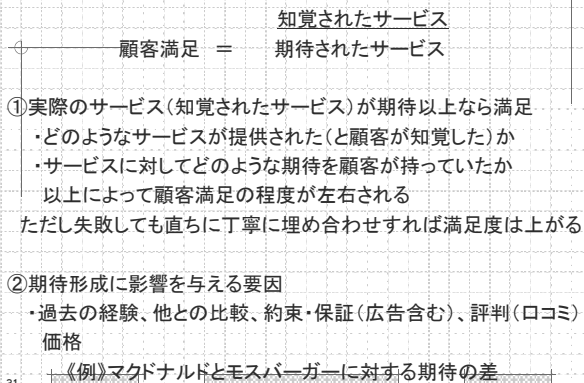 知覚されたサービス
顧客満足 ＝ 期待されたサービス
①実際のサービス（知覚されたサービス）が期待以上なら満足
・どのようなサービスが提供された（と顧客が知覚した）か
・サービスに対してどのような期待を顧客が持っていたか
以上によって顧客満足の程度が左右される
ただし失敗しても直ちに丁寧に埋め合わせすれば満足度は上がる
②期待形成に影響を与える要因
・過去の経験、他との比較、約束・保証（広告含む）、評判（口コミ）
価格
《例》マクドナルドとモスバーガーに対する期待の差